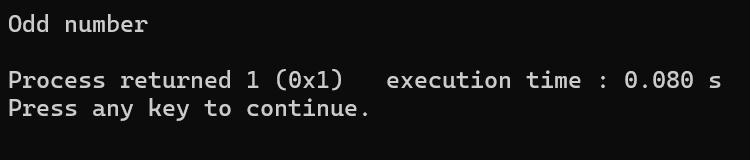 Odd number
Process returned 1 (0x1)   execution time : 0.080 s
Press any key to continue.